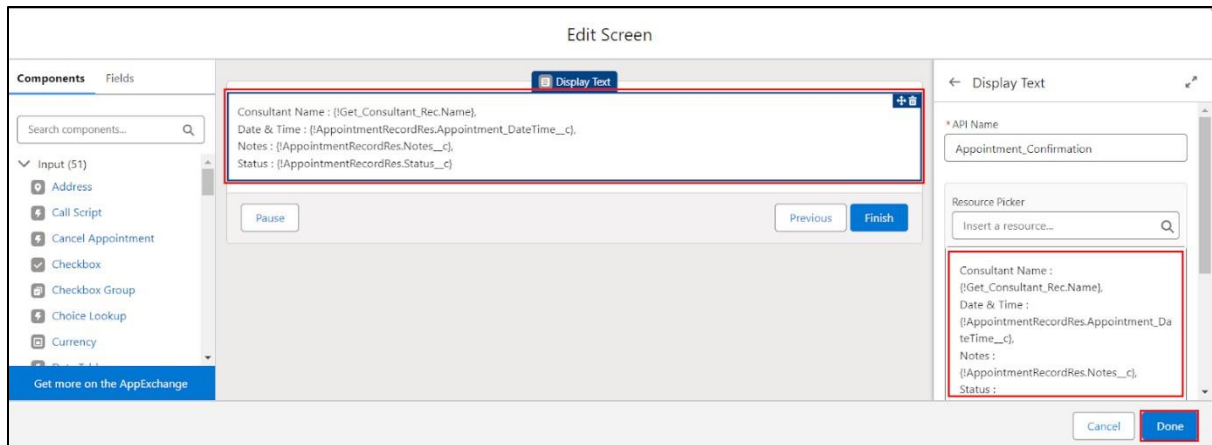 Edit Screen
Components Fields
Search components...
Input (51)
Address
Call Script
Cancel Appointment
Checkbox
Checkbox Group
Choice Lookup
Currency
Get more on the AppExchange
Display Text
Consultant Name : {!Get_Consultant_Rec.Name},
Date & Time : {!AppointmentRecordRes.Appointment_DateTime__c},
Notes : {!AppointmentRecordRes.Notes__c},
Status : {!AppointmentRecordRes.Status__c}
Pause
Previous
Finish
Display Text
* API Name
Appointment_Confirmation
Resource Picker
Insert a resource...
Consultant Name :
{!Get_Consultant_Rec.Name},
Date & Time :
{!AppointmentRecordRes.Appointment_Da
teTime__c},
Notes :
{!AppointmentRecordRes.Notes__c},
Status :
Cancel
Done